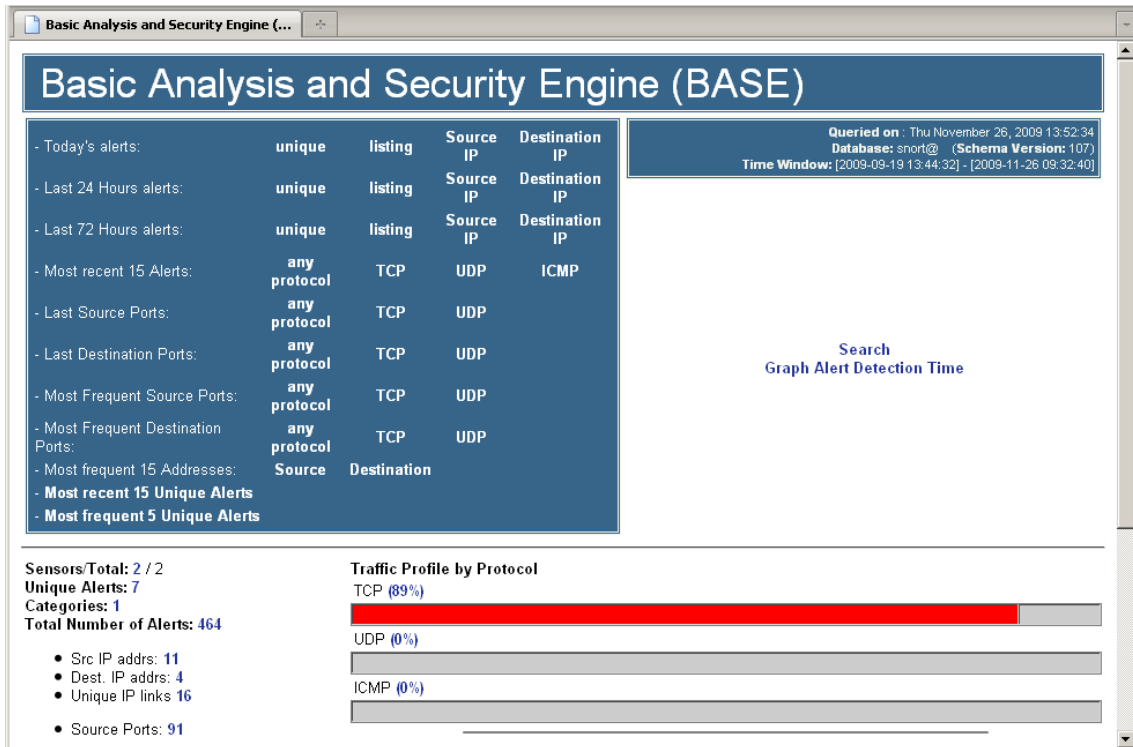 Basic Analysis and Security Engine (...
Basic Analysis and Security Engine (BASE)
- Today's alerts: unique listing Source IP Destination IP
- Last 24 Hours alerts: unique listing Source IP Destination IP
- Last 72 Hours alerts: unique listing Source IP Destination IP
- Most recent 15 Alerts: any protocol TCP UDP ICMP
- Last Source Ports: any protocol TCP UDP
- Last Destination Ports: any protocol TCP UDP
- Most Frequent Source Ports: any protocol TCP UDP
- Most Frequent Destination Ports: any protocol TCP UDP
- Most frequent 15 Addresses: Source Destination
- Most recent 15 Unique Alerts
- Most frequent 5 Unique Alerts
Queried on : Thu November 26, 2009 13:52:34
Database: snort@ (Schema Version: 107)
Time Window: [2009-09-19 13:44:32] - [2009-11-26 09:32:40]
Search
Graph Alert Detection Time
Sensors/Total: 2 / 2
Unique Alerts: 7
Categories: 1
Total Number of Alerts: 464
• Src IP addrs: 11
• Dest. IP addrs: 4
• Unique IP links 16
• Source Ports: 91
Traffic Profile by Protocol
TCP (89%)
UDP (0%)
ICMP (0%)